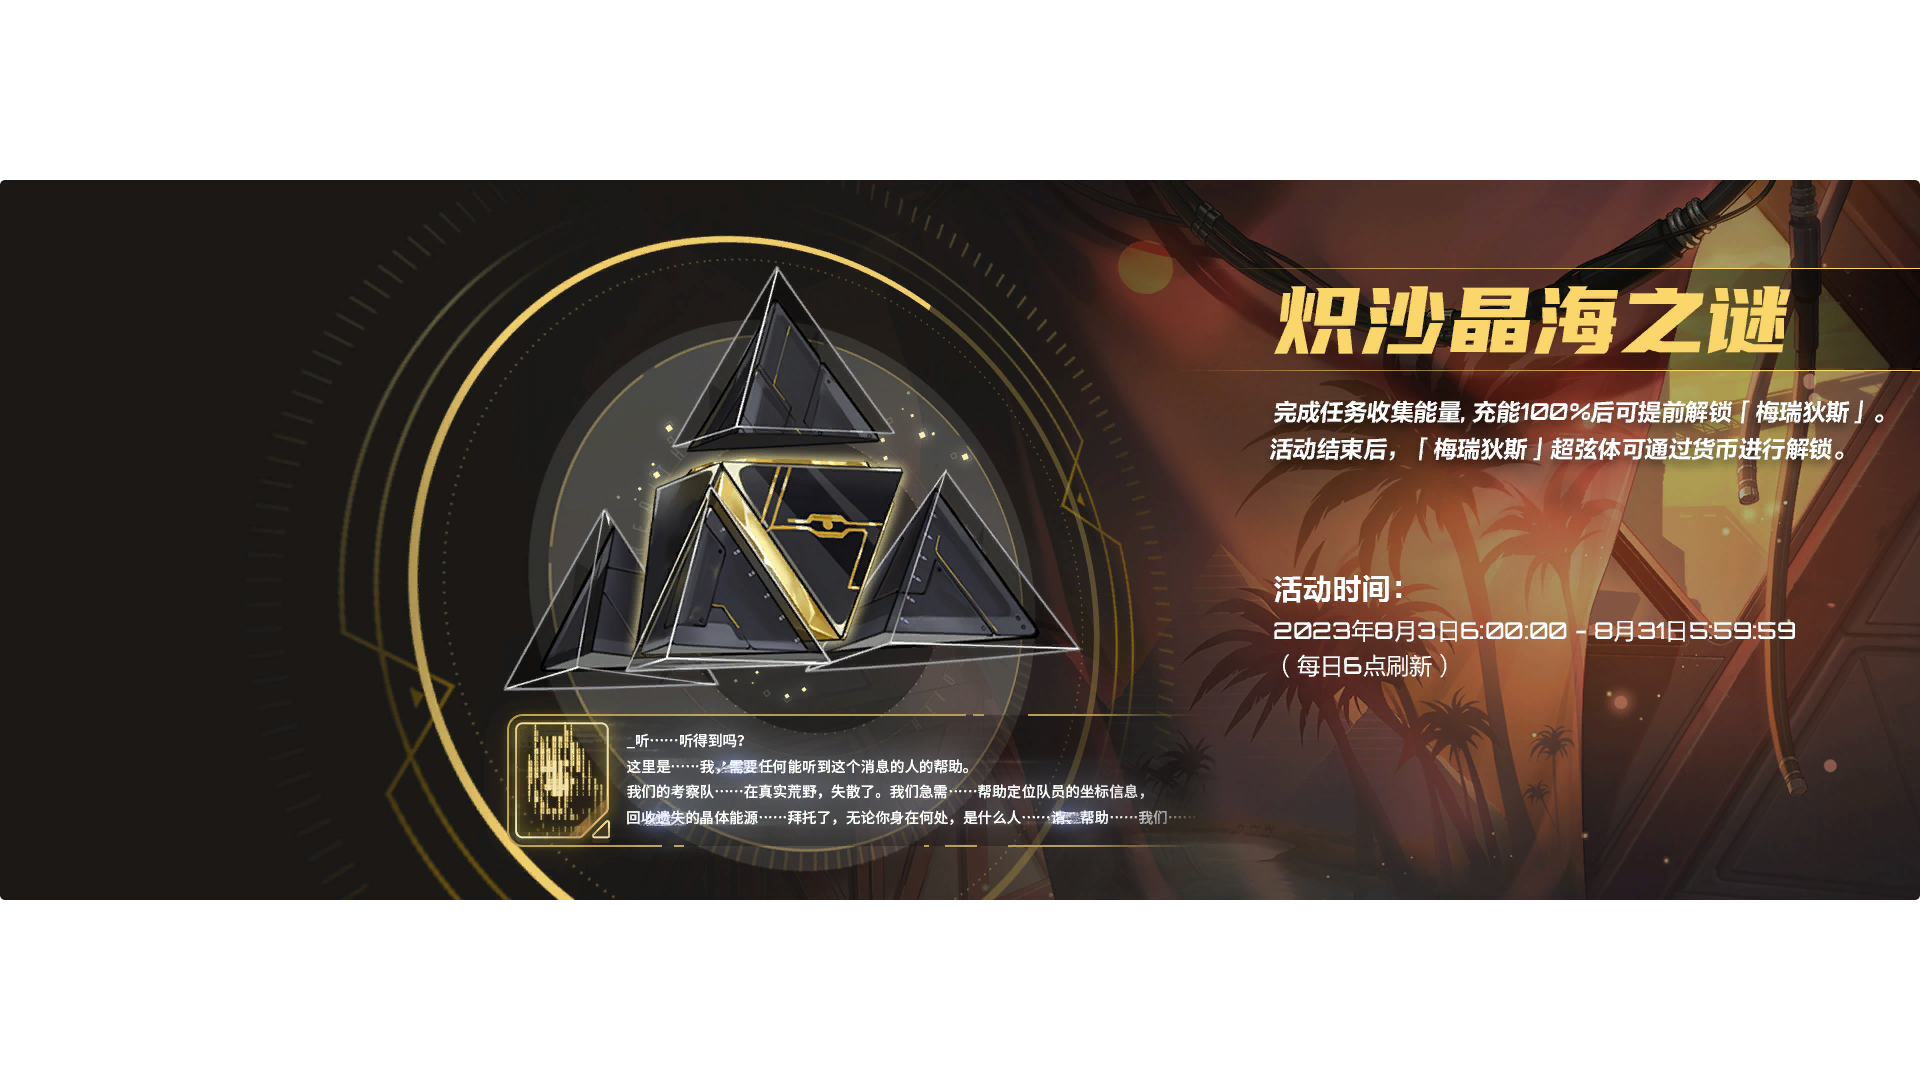 炽沙晶海之谜
完成任务收集能量, 充能100%后可提前解锁「梅瑞狄斯」。
活动结束后，「梅瑞狄斯」超弦体可通过货币进行解锁。
活动时间：
2023年8月3日6:00:00 - 8月31日5:59:59
（每日6点刷新）
_听……听得到吗？
这里是……我，需要任何能听到这个消息的人的帮助。
我们的考察队……在真实荒野，失散了。我们急需……帮助定位队员的坐标信息，
回收遗失的晶体能源……拜托了，无论你身在何处，是什么人……请，帮助……我们……